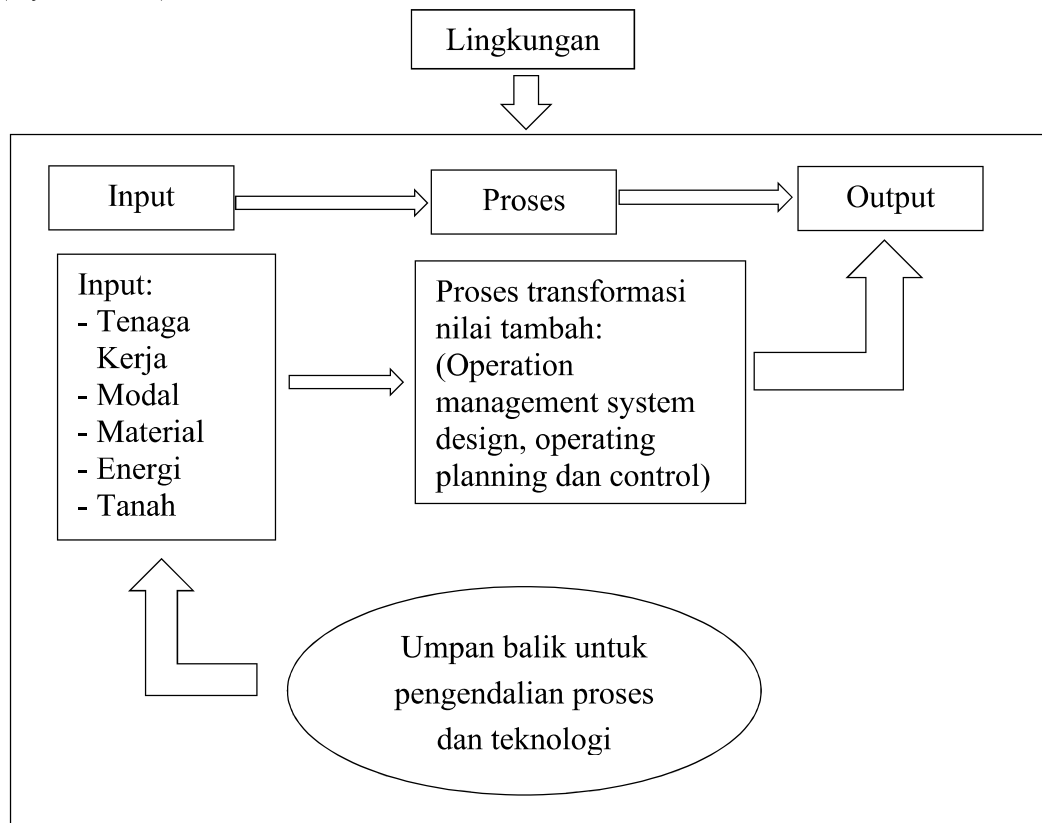 Lingkungan
Input
Proses
Output
Input:
- Tenaga
Kerja
- Modal
- Material
- Energi
- Tanah
Proses transformasi
nilai tambah:
(Operation
management system
design, operating
planning dan control)
Umpan balik untuk
pengendalian proses
dan teknologi